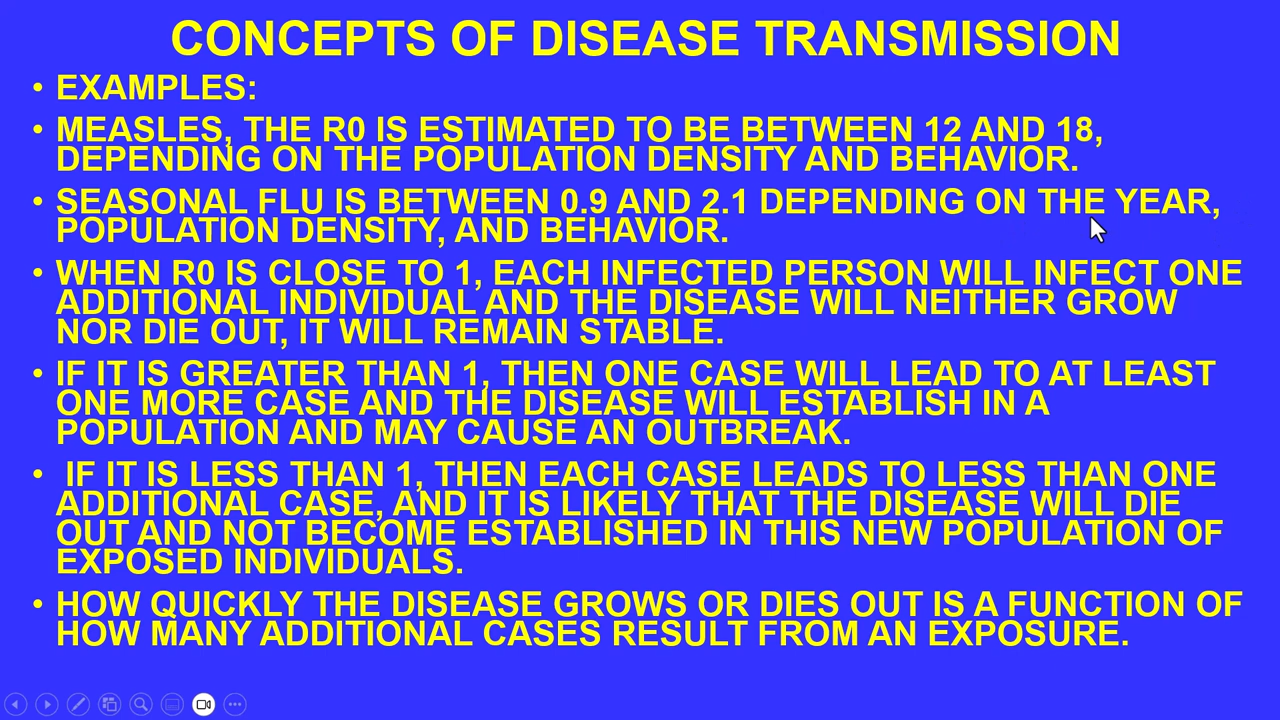 CONCEPTS OF DISEASE TRANSMISSION
• EXAMPLES:
• MEASLES, THE R0 IS ESTIMATED TO BE BETWEEN 12 AND 18,
DEPENDING ON THE POPULATION DENSITY AND BEHAVIOR.
• SEASONAL FLU IS BETWEEN 0.9 AND 2.1 DEPENDING ON THE YEAR,
POPULATION DENSITY, AND BEHAVIOR.
• WHEN R0 IS CLOSE TO 1, EACH INFECTED PERSON WILL INFECT ONE
ADDITIONAL INDIVIDUAL AND THE DISEASE WILL NEITHER GROW
NOR DIE OUT, IT WILL REMAIN STABLE.
• IF IT IS GREATER THAN 1, THEN ONE CASE WILL LEAD TO AT LEAST
ONE MORE CASE AND THE DISEASE WILL ESTABLISH IN A
POPULATION AND MAY CAUSE AN OUTBREAK.
• IF IT IS LESS THAN 1, THEN EACH CASE LEADS TO LESS THAN ONE
ADDITIONAL CASE, AND IT IS LIKELY THAT THE DISEASE WILL DIE
OUT AND NOT BECOME ESTABLISHED IN THIS NEW POPULATION OF
EXPOSED INDIVIDUALS.
• HOW QUICKLY THE DISEASE GROWS OR DIES OUT IS A FUNCTION OF
HOW MANY ADDITIONAL CASES RESULT FROM AN EXPOSURE.